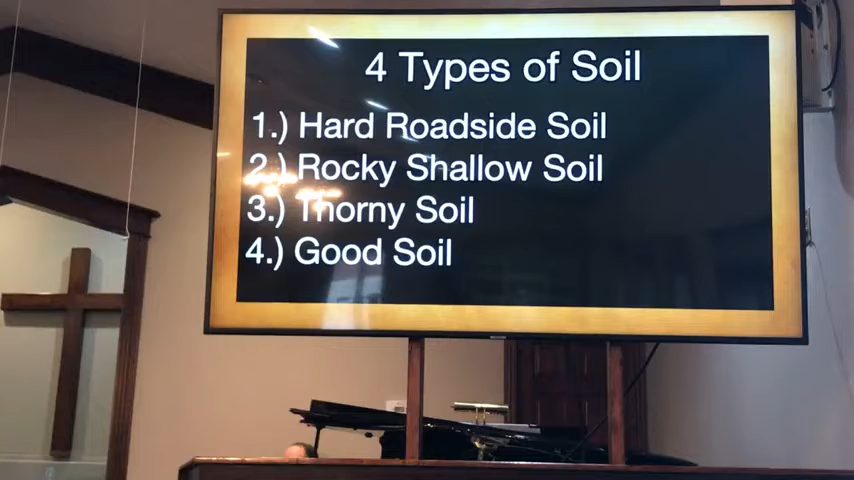 4 Types of Soil
1.) Hard Roadside Soil
2.) Rocky Shallow Soil
3.) Thorny Soil
4.) Good Soil